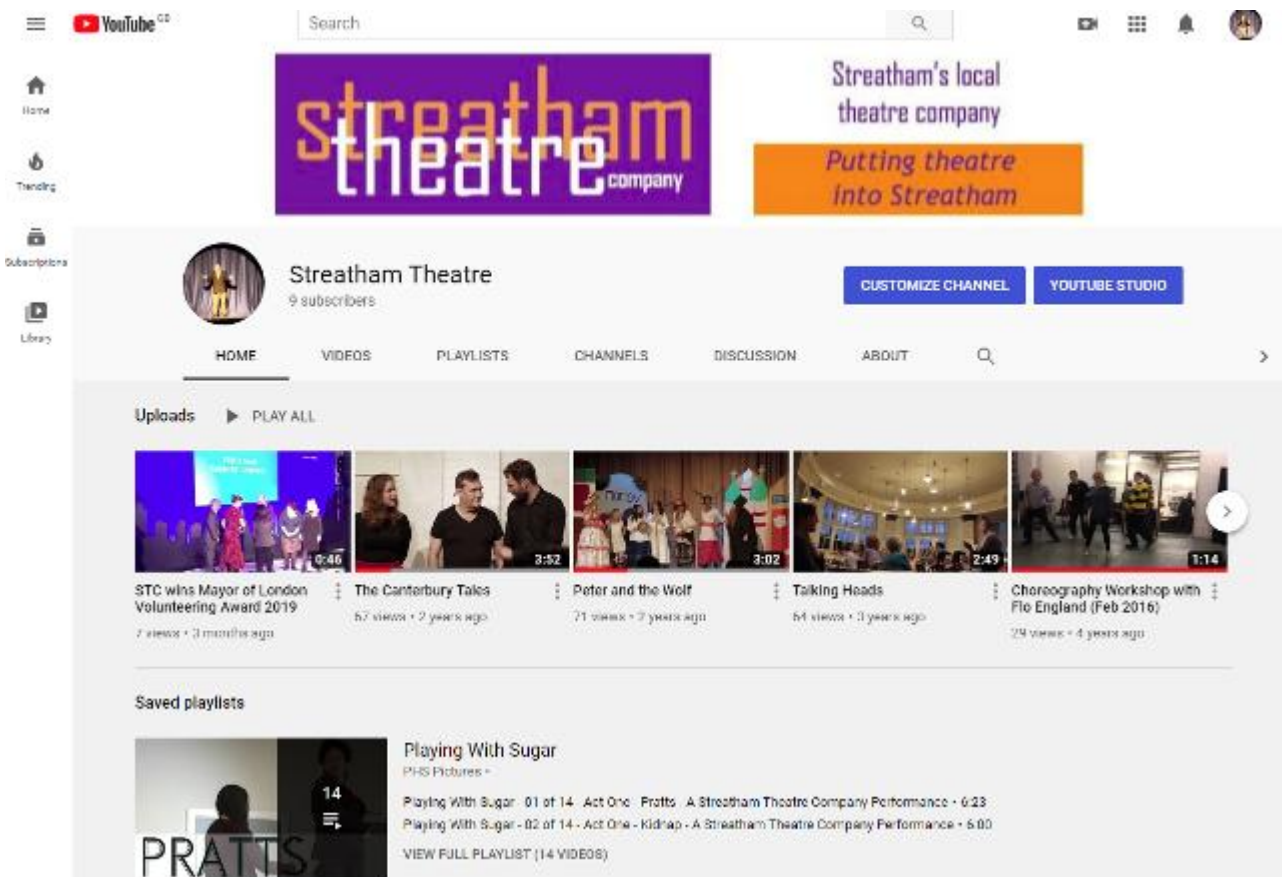 YouTube GB
Search
streatham
theatre
company
Streatham's local
theatre company
Putting theatre
into Streatham
Home
Trending
Subscriptions
Library
Streatham Theatre
9 subscribers
CUSTOMIZE CHANNEL
YOUTUBE STUDIO
HOME VIDEOS PLAYLISTS CHANNELS DISCUSSION ABOUT
Uploads PLAY ALL
0:46
STC wins Mayor of London
Volunteering Award 2019
7 views • 3 months ago
3:52
The Canterbury Tales
67 views • 2 years ago
3:02
Peter and the Wolf
71 views • 2 years ago
2:49
Talking Heads
64 views • 3 years ago
1:14
Choreography Workshop with
Flo England (Feb 2016)
29 views • 4 years ago
Saved playlists
14
PRATTS
Playing With Sugar
PHS Pictures •
Playing With Sugar - 01 of 14 - Act One - Pratts - A Streatham Theatre Company Performance • 6:23
Playing With Sugar - 02 of 14 - Act One - Kidnap - A Streatham Theatre Company Performance • 6:00
VIEW FULL PLAYLIST (14 VIDEOS)